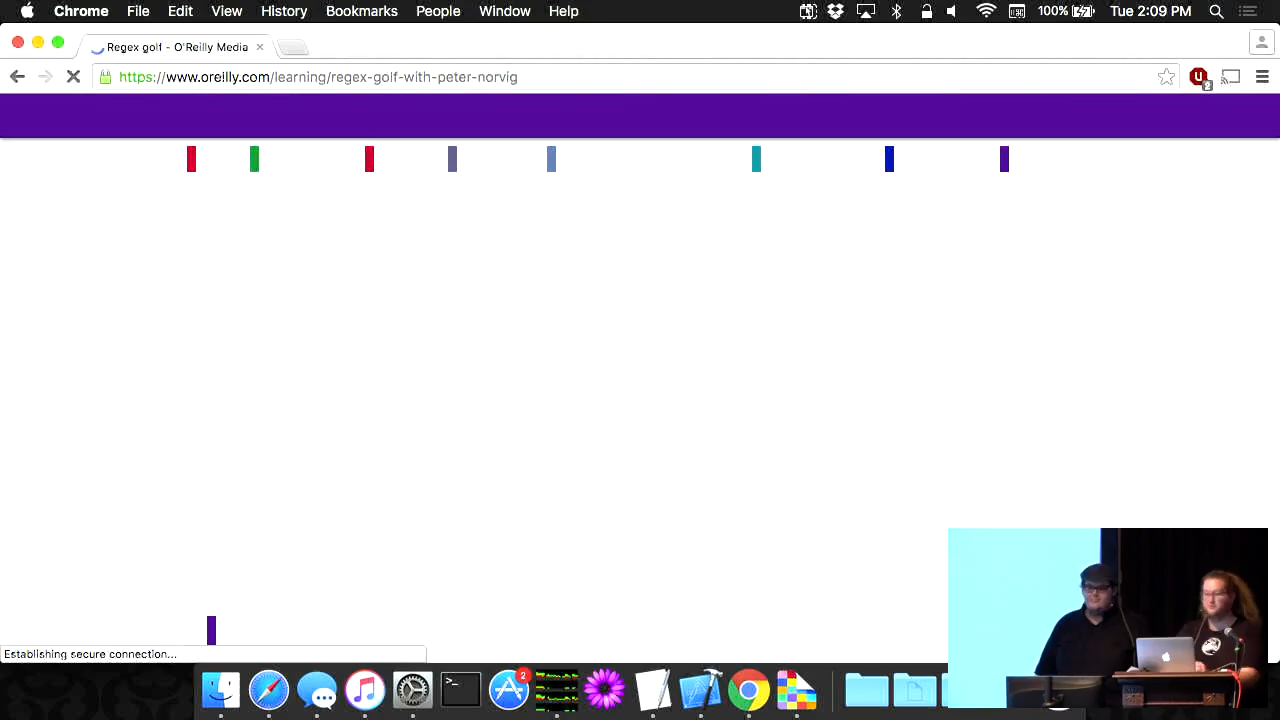 Chrome File Edit View History Bookmarks People Window Help 100% Tue 2:09 PM
Regex golf - O'Reilly Media
https://www.oreilly.com/learning/regex-golf-with-peter-norvig
Establishing secure connection...
2